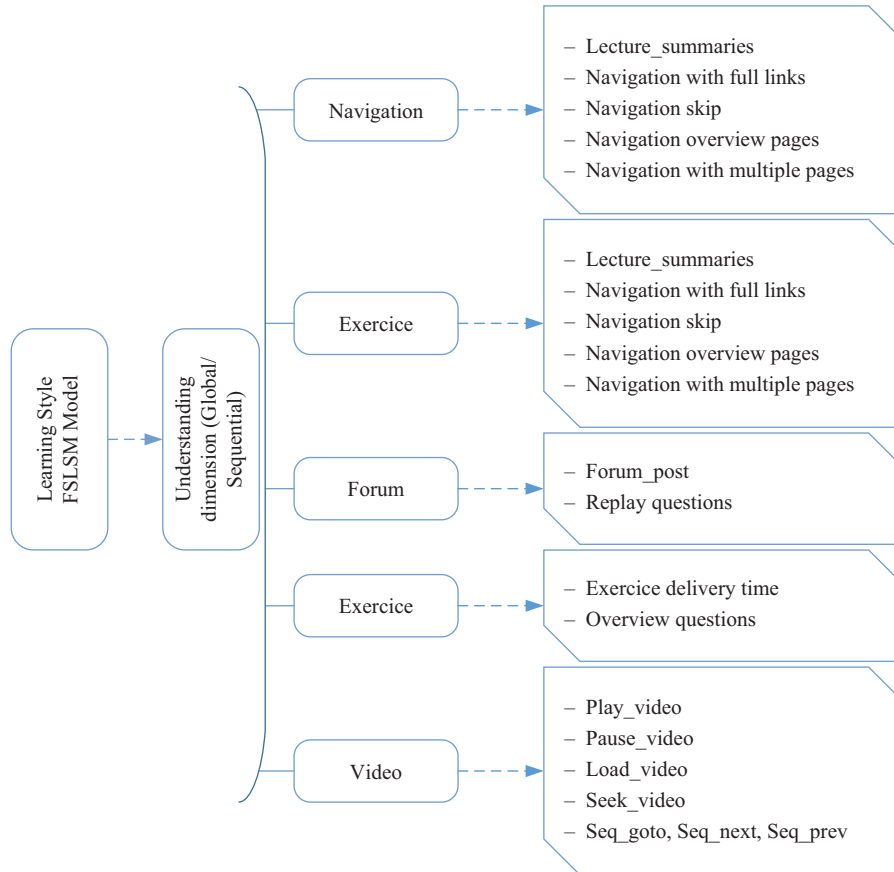 Learning Style
FSLSM Model
Understanding
dimension (Global/
Sequential)
Navigation
– Lecture_summaries
– Navigation with full links
– Navigation skip
– Navigation overview pages
– Navigation with multiple pages
Exercice
– Lecture_summaries
– Navigation with full links
– Navigation skip
– Navigation overview pages
– Navigation with multiple pages
Forum
– Forum_post
– Replay questions
Exercice
– Exercice delivery time
– Overview questions
Video
– Play_video
– Pause_video
– Load_video
– Seek_video
– Seq_goto, Seq_next, Seq_prev